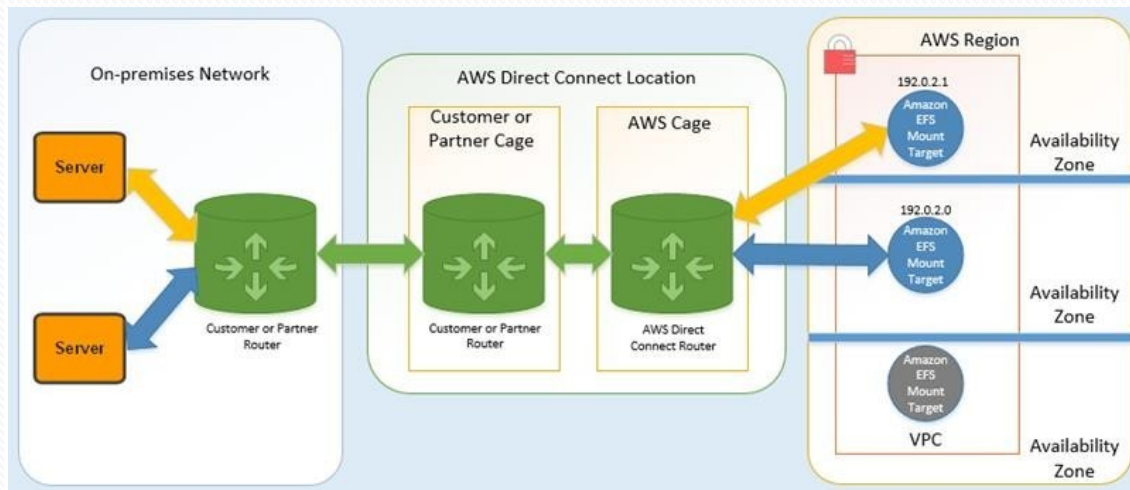 On-premises Network
Server
Server
Customer or Partner
Router
AWS Direct Connect Location
Customer or
Partner Cage
Customer or Partner
Router
AWS Cage
AWS Direct
Connect Router
AWS Region
192.0.2.1
Amazon
EFS
Mount
Target
Availability
Zone
192.0.2.0
Amazon
EFS
Mount
Target
Availability
Zone
Amazon
EFS
Mount
Target
VPC
Availability
Zone